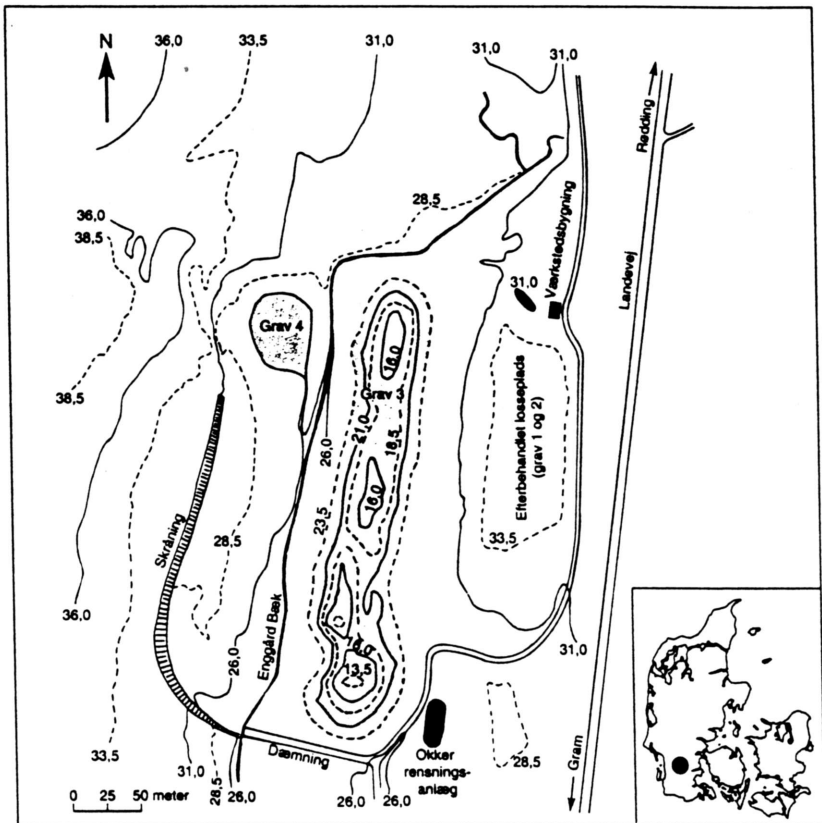 N
36,0
33,5
31,0
31,0
31,0
Rødding
28,5
36,0
38,5
31,0
Værkstedsbygning
Landevej
Grav 4
16,0
Grav 3
38,5
21,0
18,5
26,0
Efterbehandlet losseplads
(grav 1 og 2)
16,0
23,5
33,5
28,5
Skråning
36,0
Enggård Bæk
26,0
16,0
13,5
31,0
33,5
31,0
28,5
26,0
Dæmning
26,0
26,0
Okker
rensnings-
anlæg
28,5
Gram
0 25 50 meter